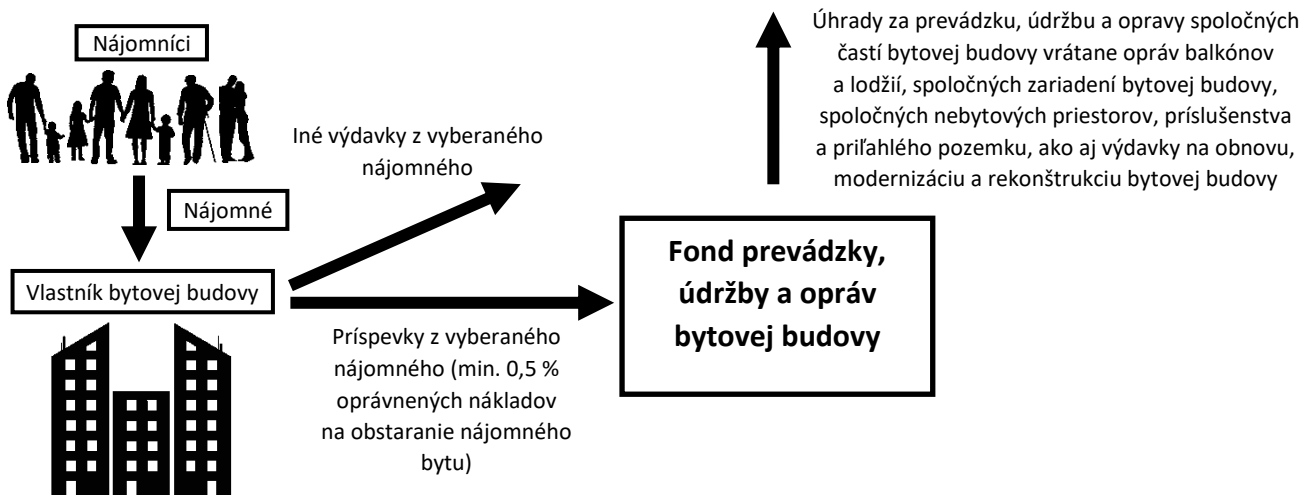 Nájomníci
Nájomné
Vlastník bytovej budovy
Iné výdavky z vyberaného
nájomného
Príspevky z vyberaného
nájomného (min. 0,5 %
oprávnených nákladov
na obstaranie nájomného
bytu)
Fond prevádzky,
údržby a opráv
bytovej budovy
Úhrady za prevádzku, údržbu a opravy spoločných
častí bytovej budovy vrátane opráv balkónov
a lodžií, spoločných zariadení bytovej budovy,
spoločných nebytových priestorov, príslušenstva
a priľahlého pozemku, ako aj výdavky na obnovu,
modernizáciu a rekonštrukciu bytovej budovy